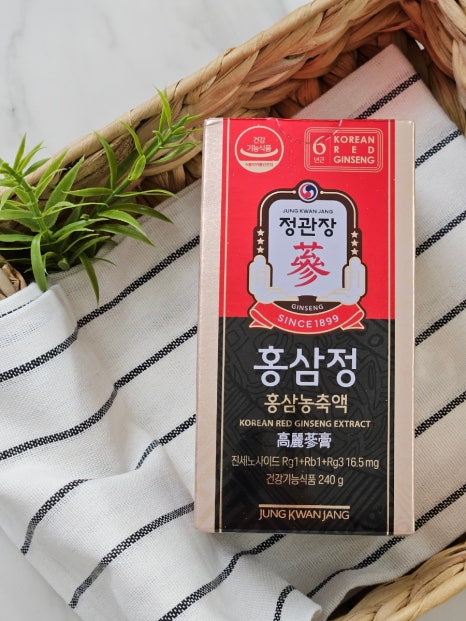 건강
기능식품
6
년근
KOREAN
RED
GINSENG
JUNG KWAN JANG
정관장
蔘
GINSENG
SINCE 1899
홍삼정
홍삼농축액
KOREAN RED GINSENG EXTRACT
高麗蔘膏
진세노사이드 Rg1+Rb1+Rg3 16.5 mg
건강기능식품 240 g
JUNG KWAN JANG